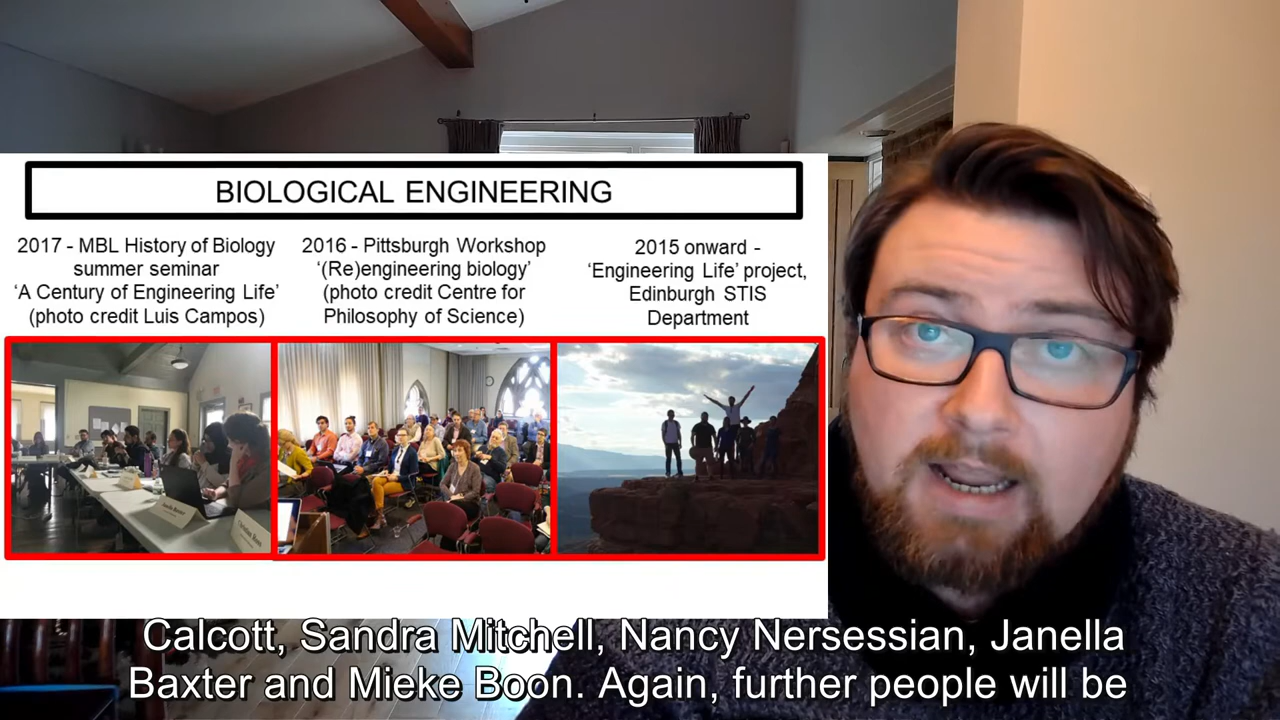 BIOLOGICAL ENGINEERING
2017 - MBL History of Biology
summer seminar
‘A Century of Engineering Life’
(photo credit Luis Campos)
2016 - Pittsburgh Workshop
‘(Re)engineering biology’
(photo credit Centre for
Philosophy of Science)
2015 onward -
‘Engineering Life’ project,
Edinburgh STIS
Department
Calcott, Sandra Mitchell, Nancy Nersessian, Janella
Baxter and Mieke Boon. Again, further people will be